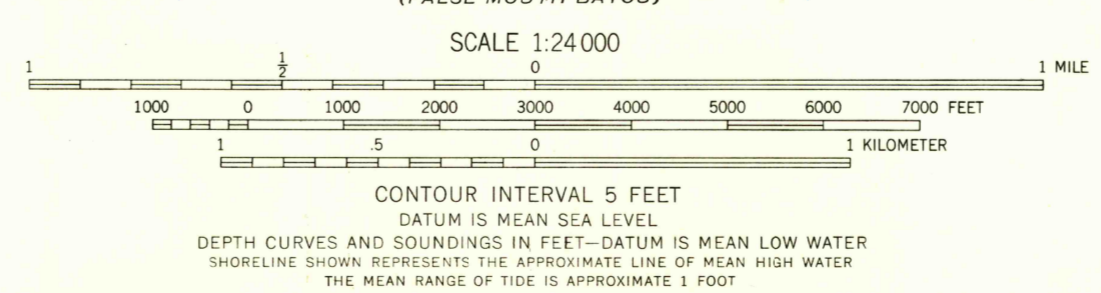 SCALE 1:24 000
1 ½ 0 1 MILE
1000 0 1000 2000 3000 4000 5000 6000 7000 FEET
1 .5 0 1 KILOMETER
CONTOUR INTERVAL 5 FEET
DATUM IS MEAN SEA LEVEL
DEPTH CURVES AND SOUNDINGS IN FEET—DATUM IS MEAN LOW WATER
SHORELINE SHOWN REPRESENTS THE APPROXIMATE LINE OF MEAN HIGH WATER
THE MEAN RANGE OF TIDE IS APPROXIMATE 1 FOOT